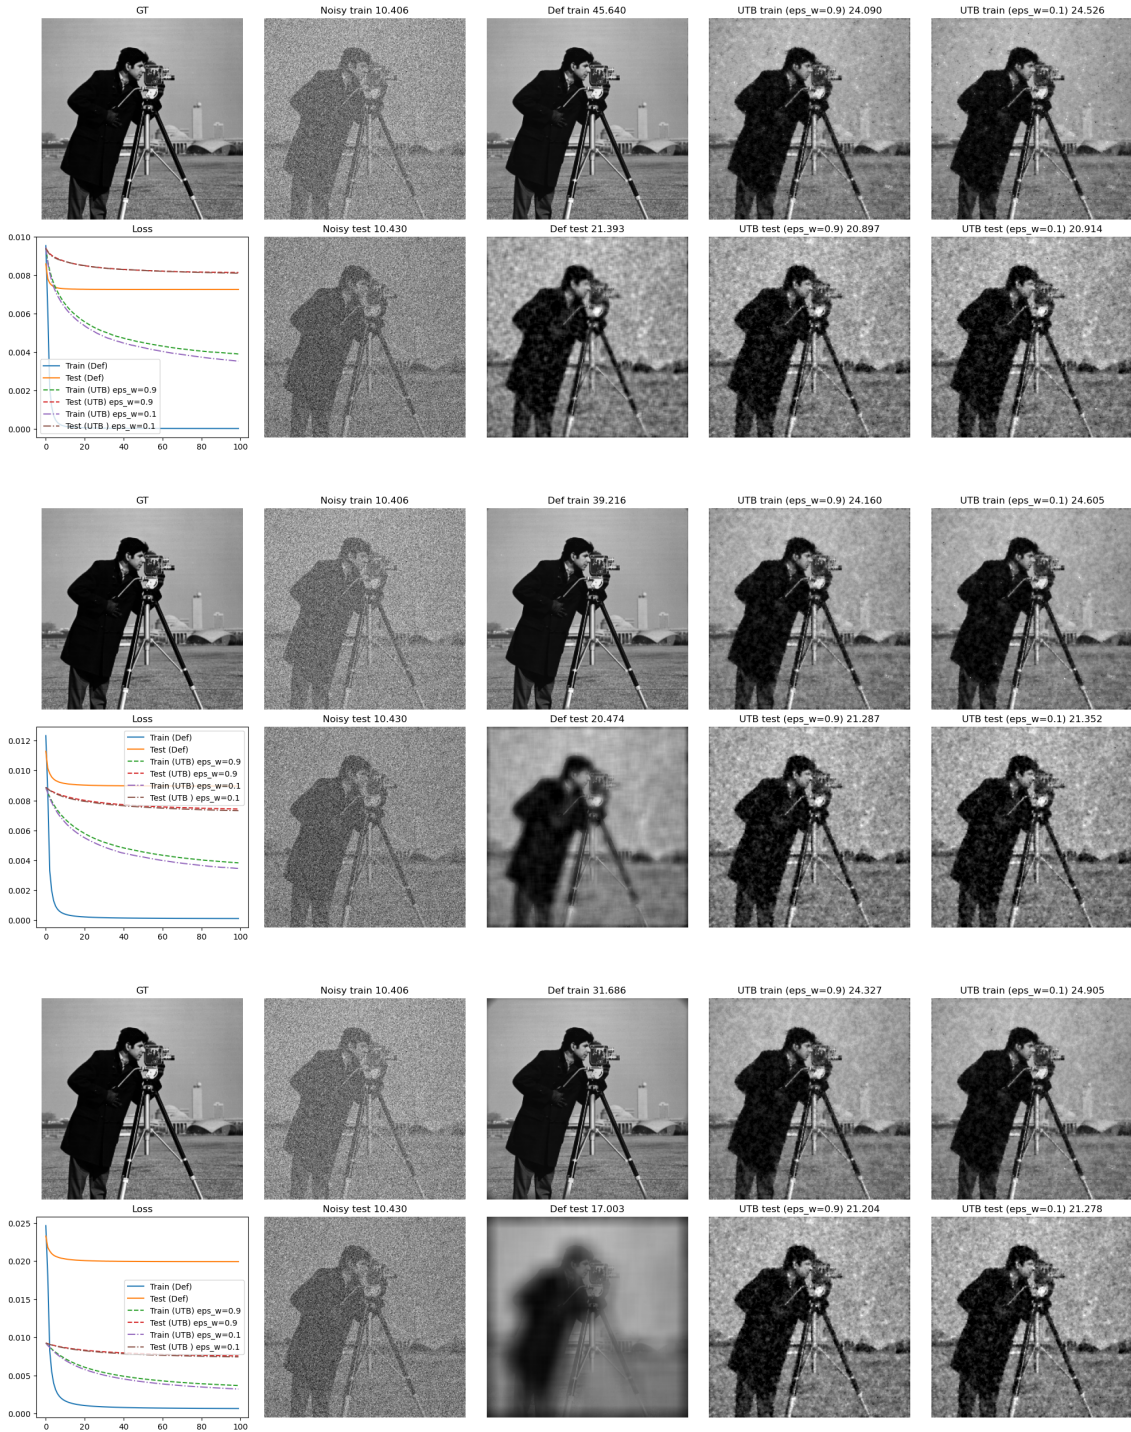 GT
Noisy train 10.406
Def train 45.640
UTB train (eps_w=0.9) 24.090
UTB train (eps_w=0.1) 24.526
Loss
0.010
0.008
0.006
0.004
0.002
0.000
Train (Def)
Test (Def)
Train (UTB) eps_w=0.9
Test (UTB) eps_w=0.9
Train (UTB) eps_w=0.1
Test (UTB ) eps_w=0.1
0 20 40 60 80 100
Noisy test 10.430
Def test 21.393
UTB test (eps_w=0.9) 20.897
UTB test (eps_w=0.1) 20.914
GT
Noisy train 10.406
Def train 39.216
UTB train (eps_w=0.9) 24.160
UTB train (eps_w=0.1) 24.605
Loss
0.012
0.010
0.008
0.006
0.004
0.002
0.000
Train (Def)
Test (Def)
Train (UTB) eps_w=0.9
Test (UTB) eps_w=0.9
Train (UTB) eps_w=0.1
Test (UTB ) eps_w=0.1
0 20 40 60 80 100
Noisy test 10.430
Def test 20.474
UTB test (eps_w=0.9) 21.287
UTB test (eps_w=0.1) 21.352
GT
Noisy train 10.406
Def train 31.686
UTB train (eps_w=0.9) 24.327
UTB train (eps_w=0.1) 24.905
Loss
0.025
0.020
0.015
0.010
0.005
0.000
Train (Def)
Test (Def)
Train (UTB) eps_w=0.9
Test (UTB) eps_w=0.9
Train (UTB) eps_w=0.1
Test (UTB ) eps_w=0.1
0 20 40 60 80 100
Noisy test 10.430
Def test 17.003
UTB test (eps_w=0.9) 21.204
UTB test (eps_w=0.1) 21.278